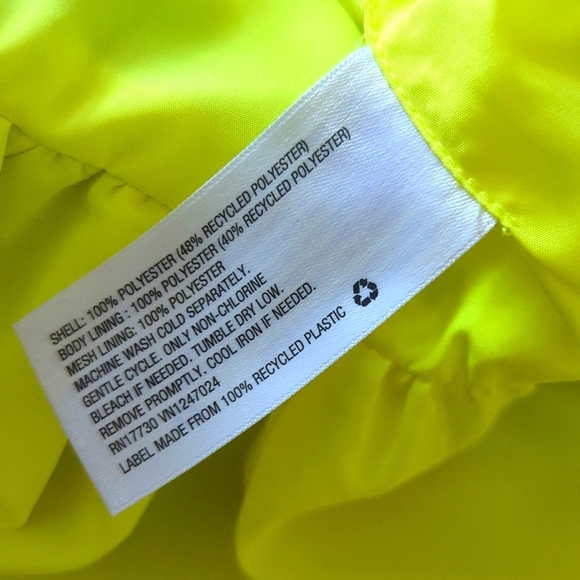 SHELL: 100% POLYESTER (48% RECYCLED POLYESTER)
BODY LINING : 100% POLYESTER (40% RECYCLED POLYESTER)
MESH LINING: 100% POLYESTER
MACHINE WASH COLD SEPARATELY.
GENTLE CYCLE. ONLY NON-CHLORINE
BLEACH IF NEEDED. TUMBLE DRY LOW.
REMOVE PROMPTLY. COOL IRON IF NEEDED.
RN17730 VN1247024
LABEL MADE FROM 100% RECYCLED PLASTIC